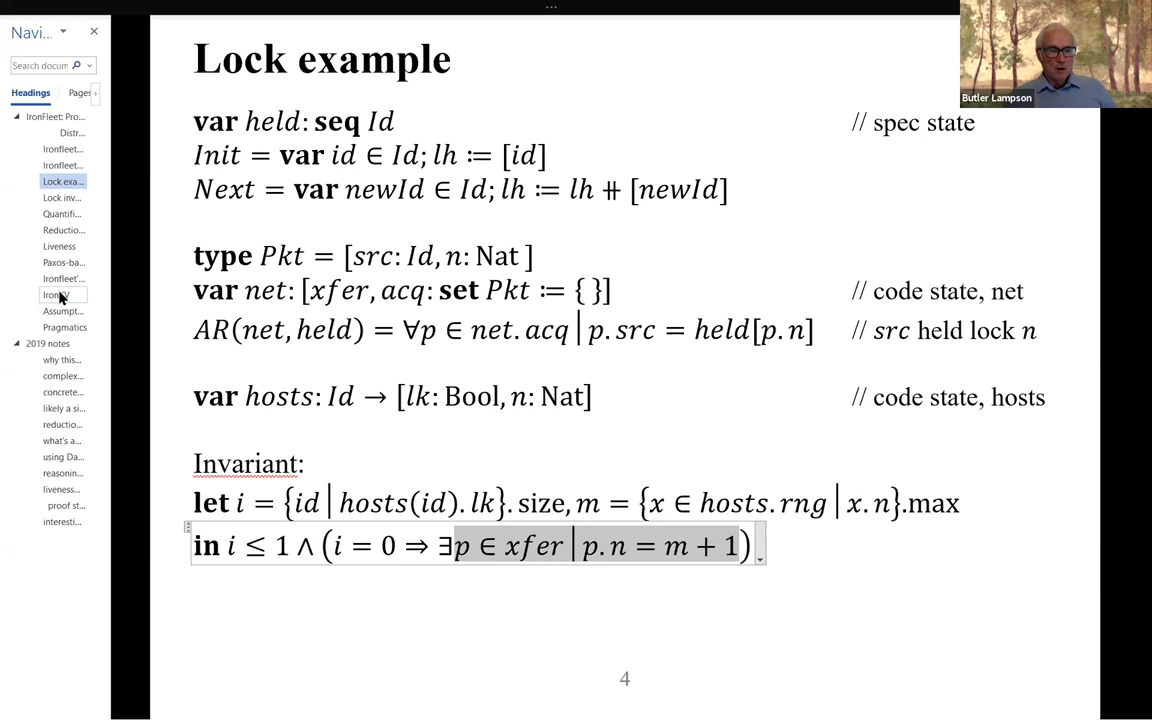 Navi...
Search docum
Headings
Pages
IronFleet: Pro...
Distr...
Ironfleet...
Ironfleet...
Lock exa...
Lock inv...
Quantifi...
Reductio...
Liveness
Paxos-ba...
Ironfleet'...
Assumpt...
Pragmatics
2019 notes
why this...
complex...
concrete...
likely a si...
reductio...
what's a...
using Da...
reasonin...
liveness...
proof st...
interesti...
Lock example
var held: seq Id // spec state
Init = var id ∈ Id; lh ≔ [id]
Next = var newId ∈ Id; lh ≔ lh ⧺ [newId]
type Pkt = [src: Id, n: Nat ]
var net: [xfer, acq: set Pkt ≔ { }] // code state, net
AR(net, held) = ∀p ∈ net. acq | p. src = held[p. n] // src held lock n
var hosts: Id → [lk: Bool, n: Nat] // code state, hosts
Invariant:
let i = {id | hosts(id). lk}. size, m = {x ∈ hosts. rng | x. n}.max
in i ≤ 1 ∧ (i = 0 ⇒ ∃p ∈ xfer | p. n = m + 1)
4
Butler Lampson